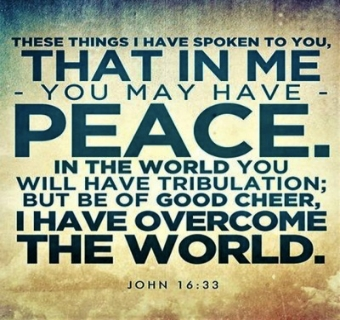 THESE THINGS I HAVE SPOKEN TO YOU,
THAT IN ME
- YOU MAY HAVE -
PEACE.
IN THE WORLD YOU
WILL HAVE TRIBULATION;
BUT BE OF GOOD CHEER,
I HAVE OVERCOME
THE WORLD.
JOHN 16:33